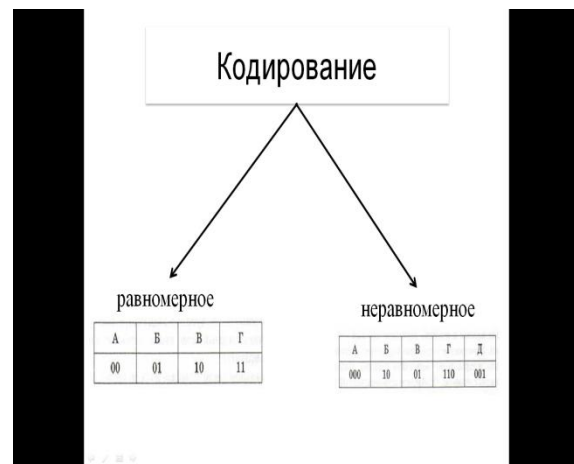 Кодирование
равномерное
А Б В Г
00 01 10 11
неравномерное
А Б В Г Д
000 10 01 110 001